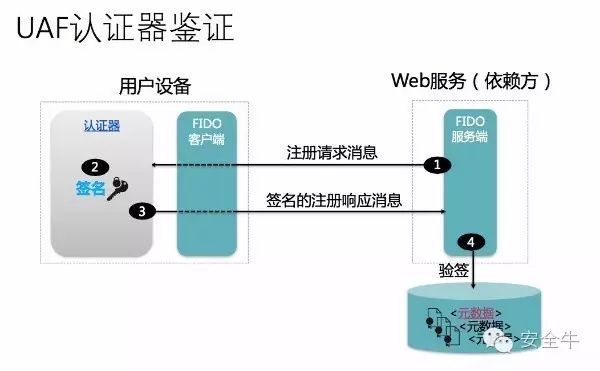 UAF认证器鉴证
用户设备
Web服务（依赖方）
认证器
FIDO
客户端
FIDO
服务端
注册请求消息
1
2
签名
3
签名的注册响应消息
4
验签
<元数据>
<元数据>
<元
安全牛